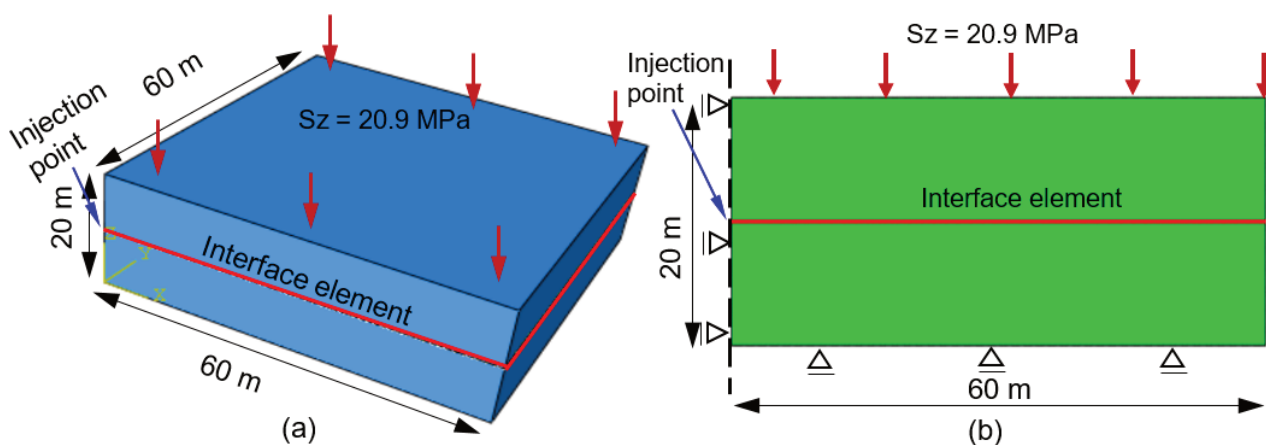 60 m
Sz = 20.9 MPa
Injection
point
20 m
Interface element
Z
Y
X
60 m
(a)
Sz = 20.9 MPa
Injection
point
Interface element
20 m
60 m
(b)